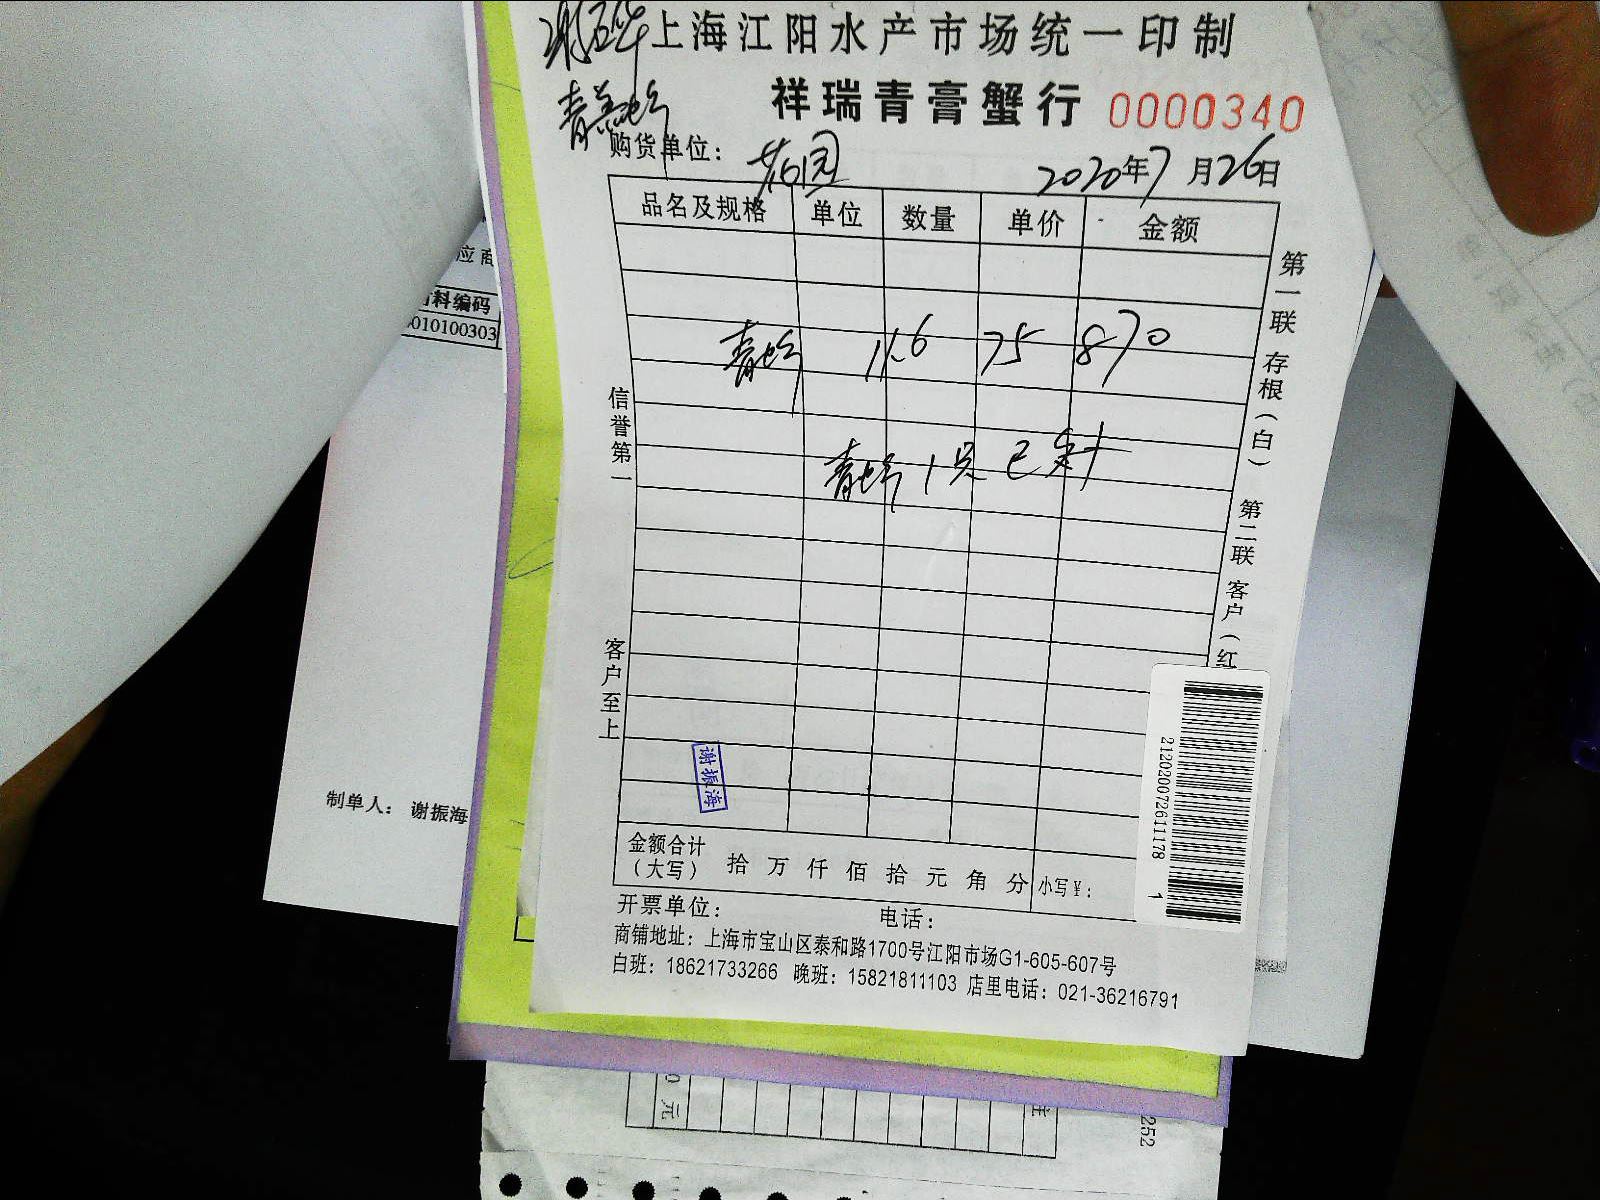 上海江阳水产市场统一印制
祥瑞青膏蟹行 0000340
购货单位：
2020年7月26日
品名及规格 单位 数量 单价 金额
青蟹 11.6 75 870
青蟹 1只 已
信誉第一
客户至上
第一联 存根（白） 第二联 客户（红
谢振海
金额合计
（大写） 拾 万 仟 佰 拾 元 角 分 小写￥：
开票单位： 电话：
商铺地址：上海市宝山区泰和路1700号江阳市场G1-605-607号
白班：18621733266 晚班：15821811103 店里电话：021-36216791
2120200726111178 1
应商
料编码
010100303
制单人：谢振海
元
252